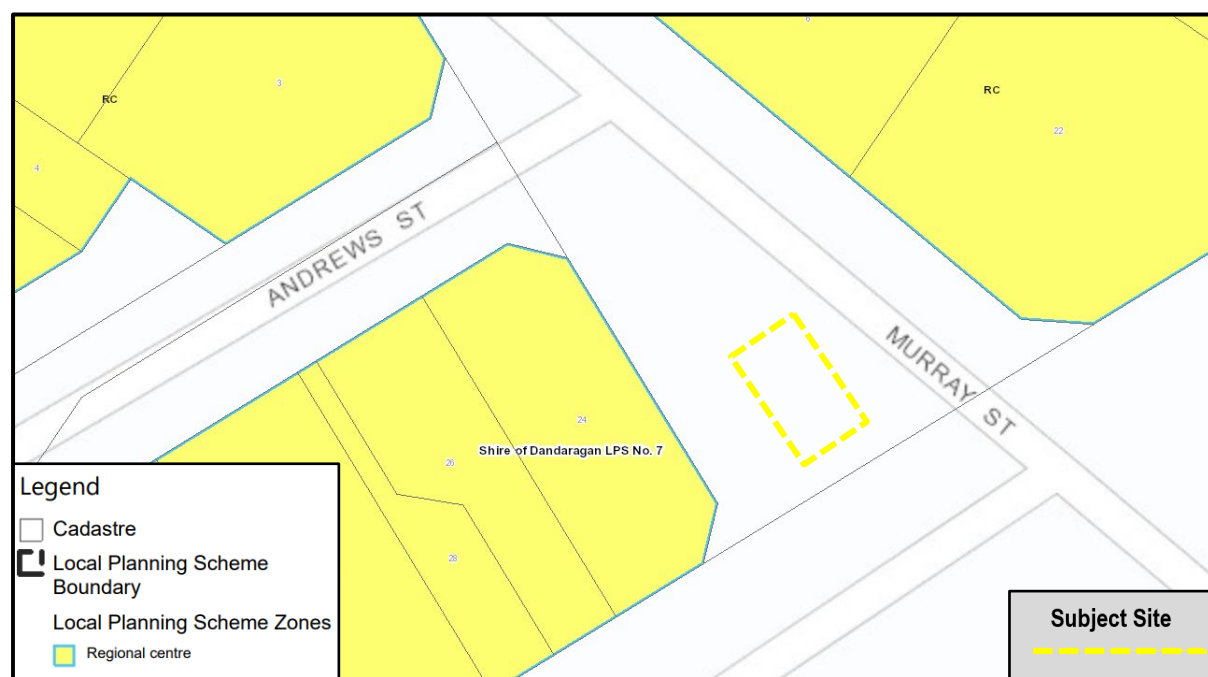 6
3
RC
RC
22
4
ANDREWS ST
MURRAY ST
24
Shire of Dandaragan LPS No. 7
26
28
Legend
Cadastre
Local Planning Scheme
Boundary
Local Planning Scheme Zones
Regional centre
Subject Site